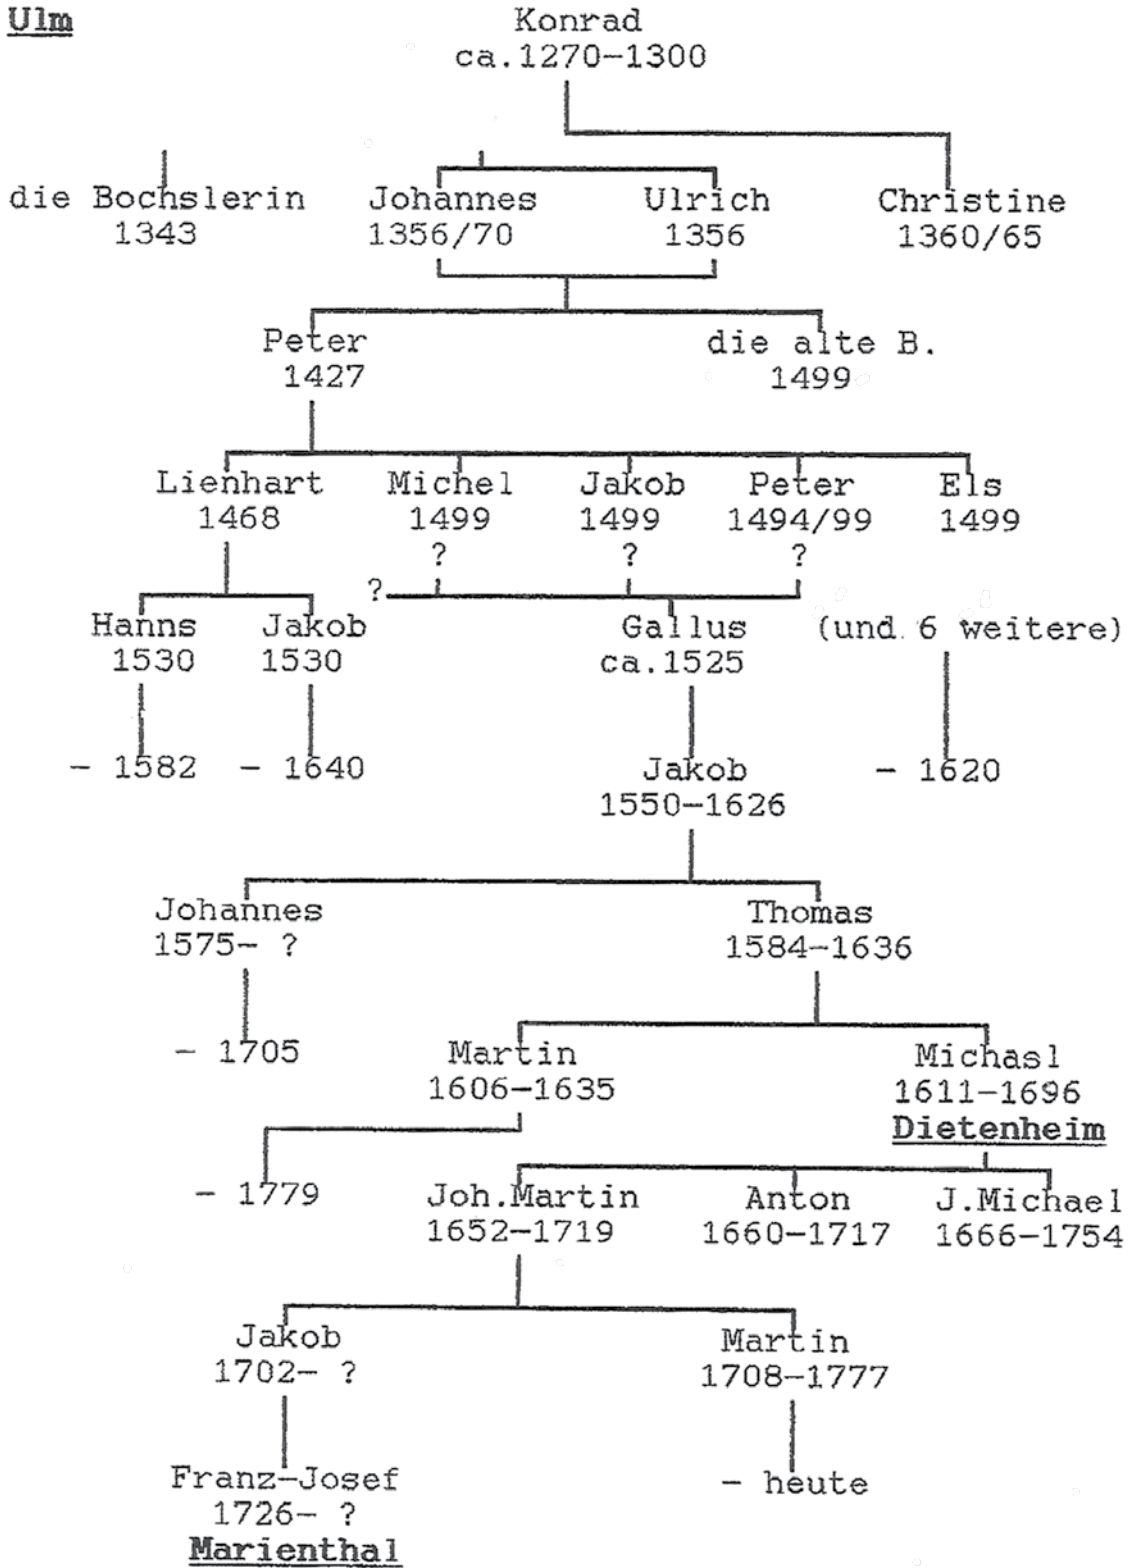 Ulm
Konrad
ca.1270-1300
die Bochslerin Johannes Ulrich Christine
1343 1356/70 1356 1360/65
Peter die alte B.
1427 1499
Lienhart Michel Jakob Peter Els
1468 1499 1499 1494/99 1499
? ? ?
?
Hanns Jakob Gallus (und 6 weitere)
1530 1530 ca.1525
- 1582 - 1640 Jakob - 1620
1550-1626
Johannes Thomas
1575- ? 1584-1636
- 1705 Martin Michasl
1606-1635 1611-1696
Dietenheim
- 1779 Joh.Martin Anton J.Michael
1652-1719 1660-1717 1666-1754
Jakob Martin
1702- ? 1708-1777
Franz-Josef - heute
1726- ?
Marienthal